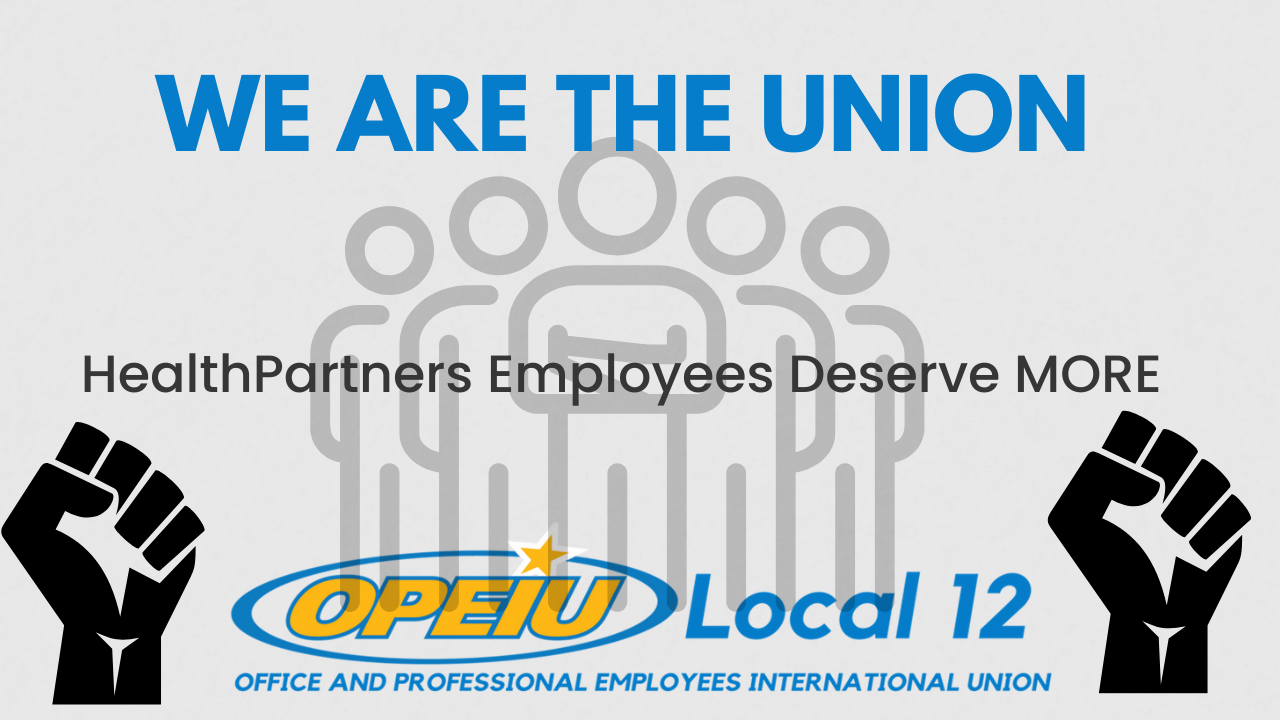 WE ARE THE UNION
HealthPartners Employees Deserve MORE
OPEIU Local 12
OFFICE AND PROFESSIONAL EMPLOYEES INTERNATIONAL UNION